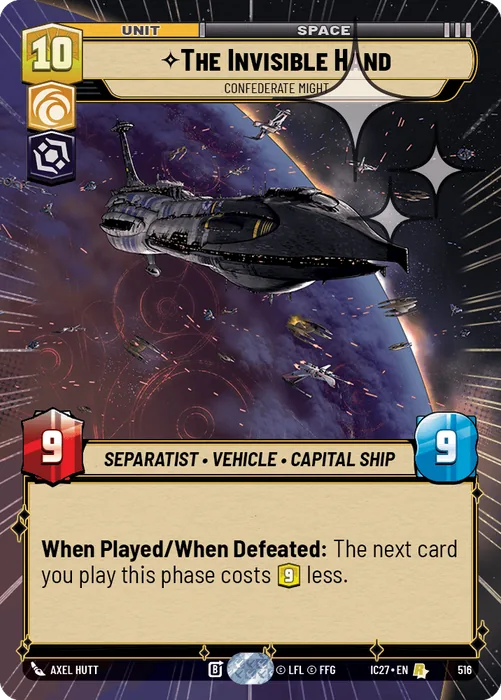 UNIT
SPACE
10
✧THE INVISIBLE HAND
CONFEDERATE MIGHT
9
9
SEPARATIST • VEHICLE • CAPITAL SHIP
When Played/When Defeated: The next card
you play this phase costs 9 less.
AXEL HUTT
B
© LFL © FFG
IC27 • EN
R
516